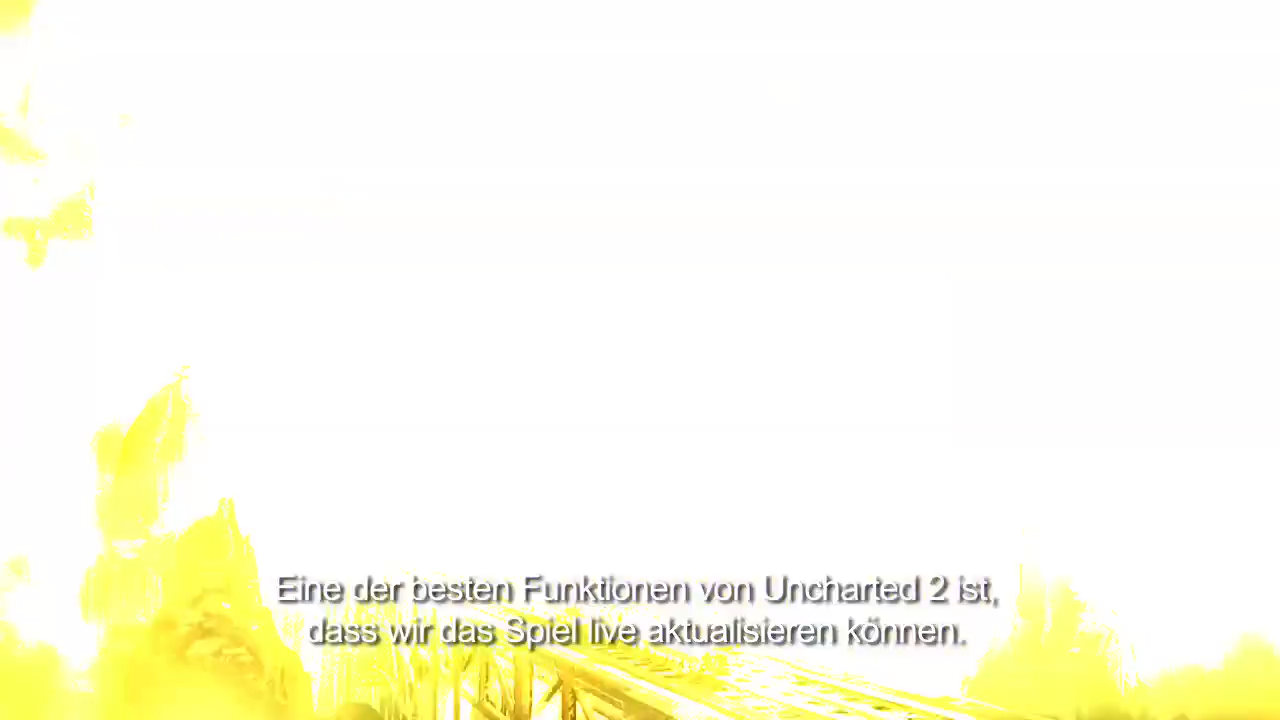 Eine der besten Funktionen von Uncharted 2 ist,
dass wir das Spiel live aktualisieren können.